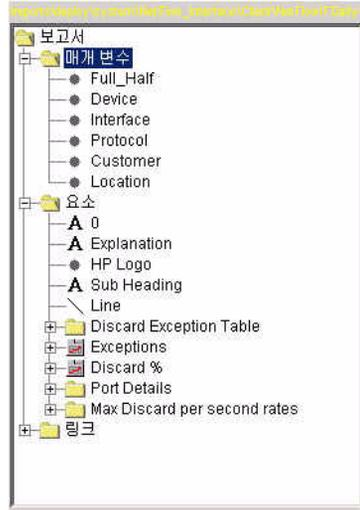 보고서
매개 변수
Full_Half
Device
Interface
Protocol
Customer
Location
요소
A 0
A Explanation
HP Logo
A Sub Heading
Line
Discard Exception Table
Exceptions
Discard %
Port Details
Max Discard per second rates
링크